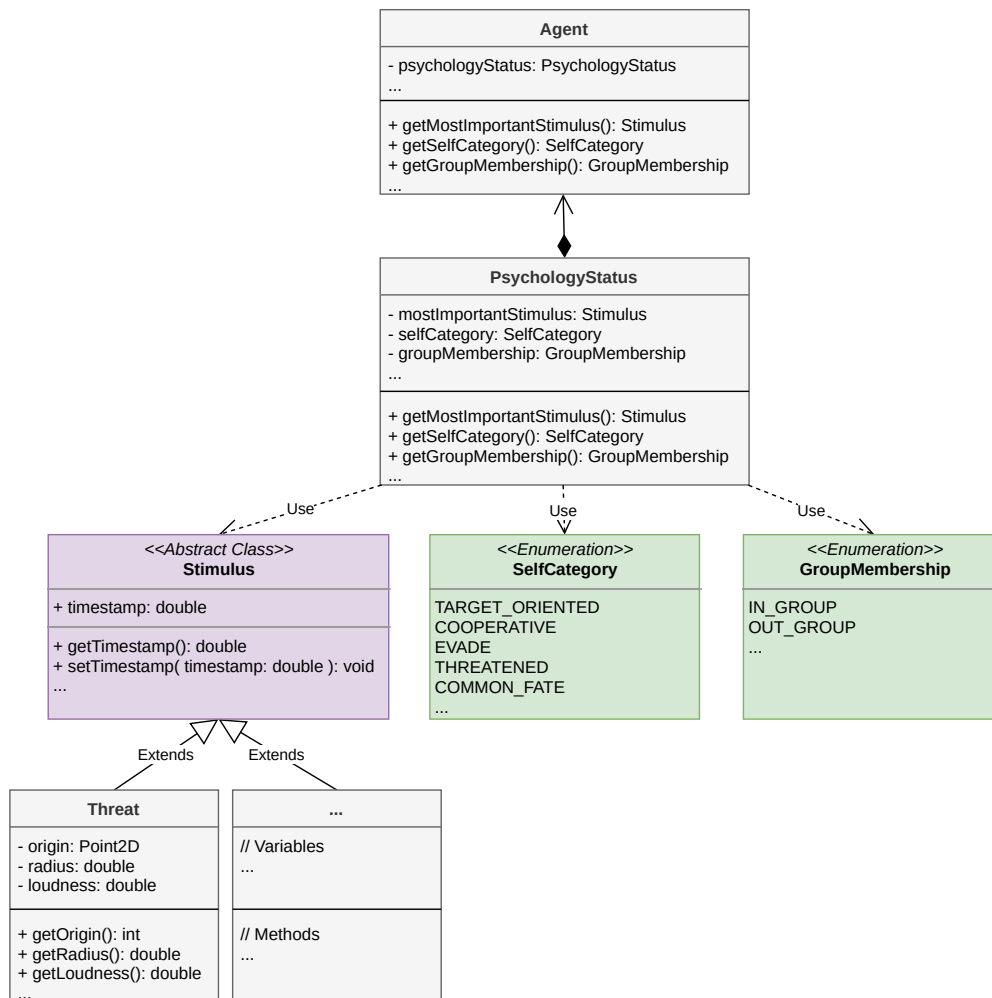 Agent
- psychologyStatus: PsychologyStatus
...
+ getMostImportantStimulus(): Stimulus
+ getSelfCategory(): SelfCategory
+ getGroupMembership(): GroupMembership
...
PsychologyStatus
- mostImportantStimulus: Stimulus
- selfCategory: SelfCategory
- groupMembership: GroupMembership
...
+ getMostImportantStimulus(): Stimulus
+ getSelfCategory(): SelfCategory
+ getGroupMembership(): GroupMembership
...
Use
Use
Use
<<Abstract Class>>
Stimulus
+ timestamp: double
+ getTimestamp(): double
+ setTimestamp( timestamp: double ): void
...
<<Enumeration>>
SelfCategory
TARGET_ORIENTED
COOPERATIVE
EVADE
THREATENED
COMMON_FATE
...
<<Enumeration>>
GroupMembership
IN_GROUP
OUT_GROUP
...
Extends
Extends
Threat
- origin: Point2D
- radius: double
- loudness: double
+ getOrigin(): int
+ getRadius(): double
+ getLoudness(): double
...
...
// Variables
...
// Methods
...